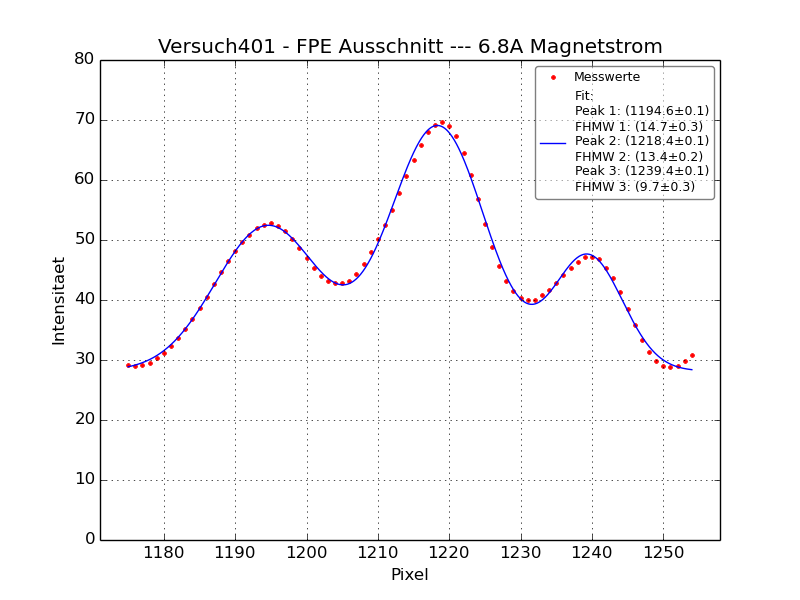 Versuch401 - FPE Ausschnitt --- 6.8A Magnetstrom
80
70
60
50
40
30
20
10
0
Intensitaet
Messwerte
Fit:
Peak 1: (1194.6±0.1)
FHMW 1: (14.7±0.3)
Peak 2: (1218.4±0.1)
FHMW 2: (13.4±0.2)
Peak 3: (1239.4±0.1)
FHMW 3: (9.7±0.3)
1180 1190 1200 1210 1220 1230 1240 1250
Pixel